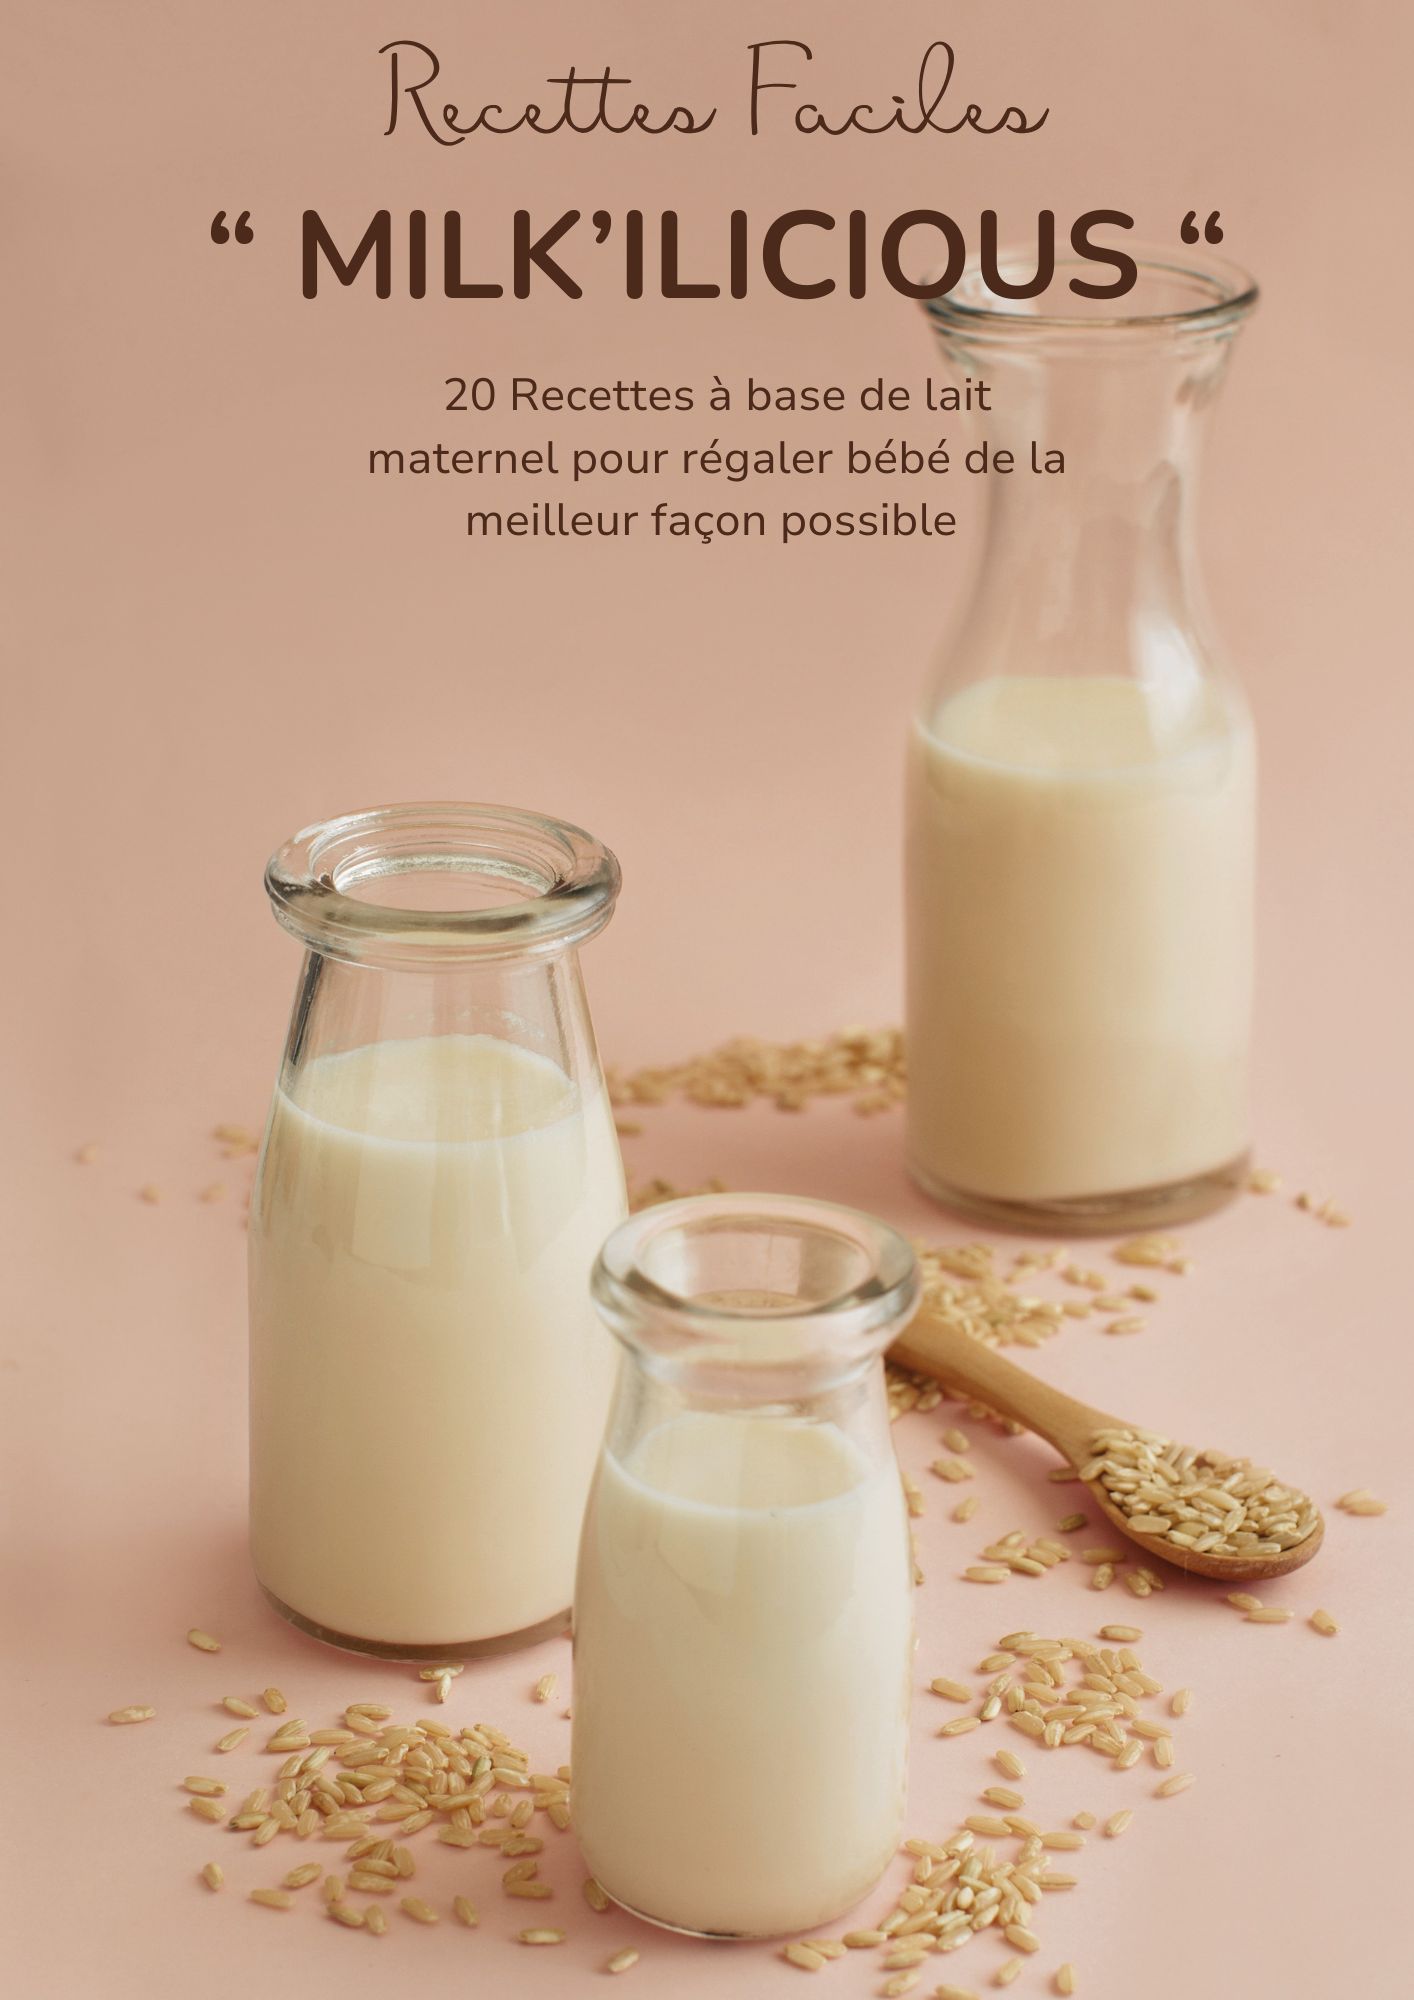 Recettes Faciles
“ MILK’ILICIOUS “
20 Recettes à base de lait
maternel pour régaler bébé de la
meilleur façon possible